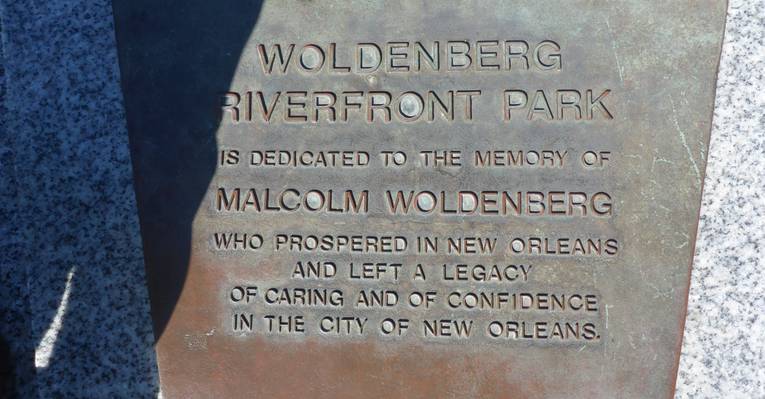 WOLDENBERG
RIVERFRONT PARK
IS DEDICATED TO THE MEMORY OF
MALCOLM WOLDENBERG
WHO PROSPERED IN NEW ORLEANS
AND LEFT A LEGACY
OF CARING AND OF CONFIDENCE
IN THE CITY OF NEW ORLEANS.